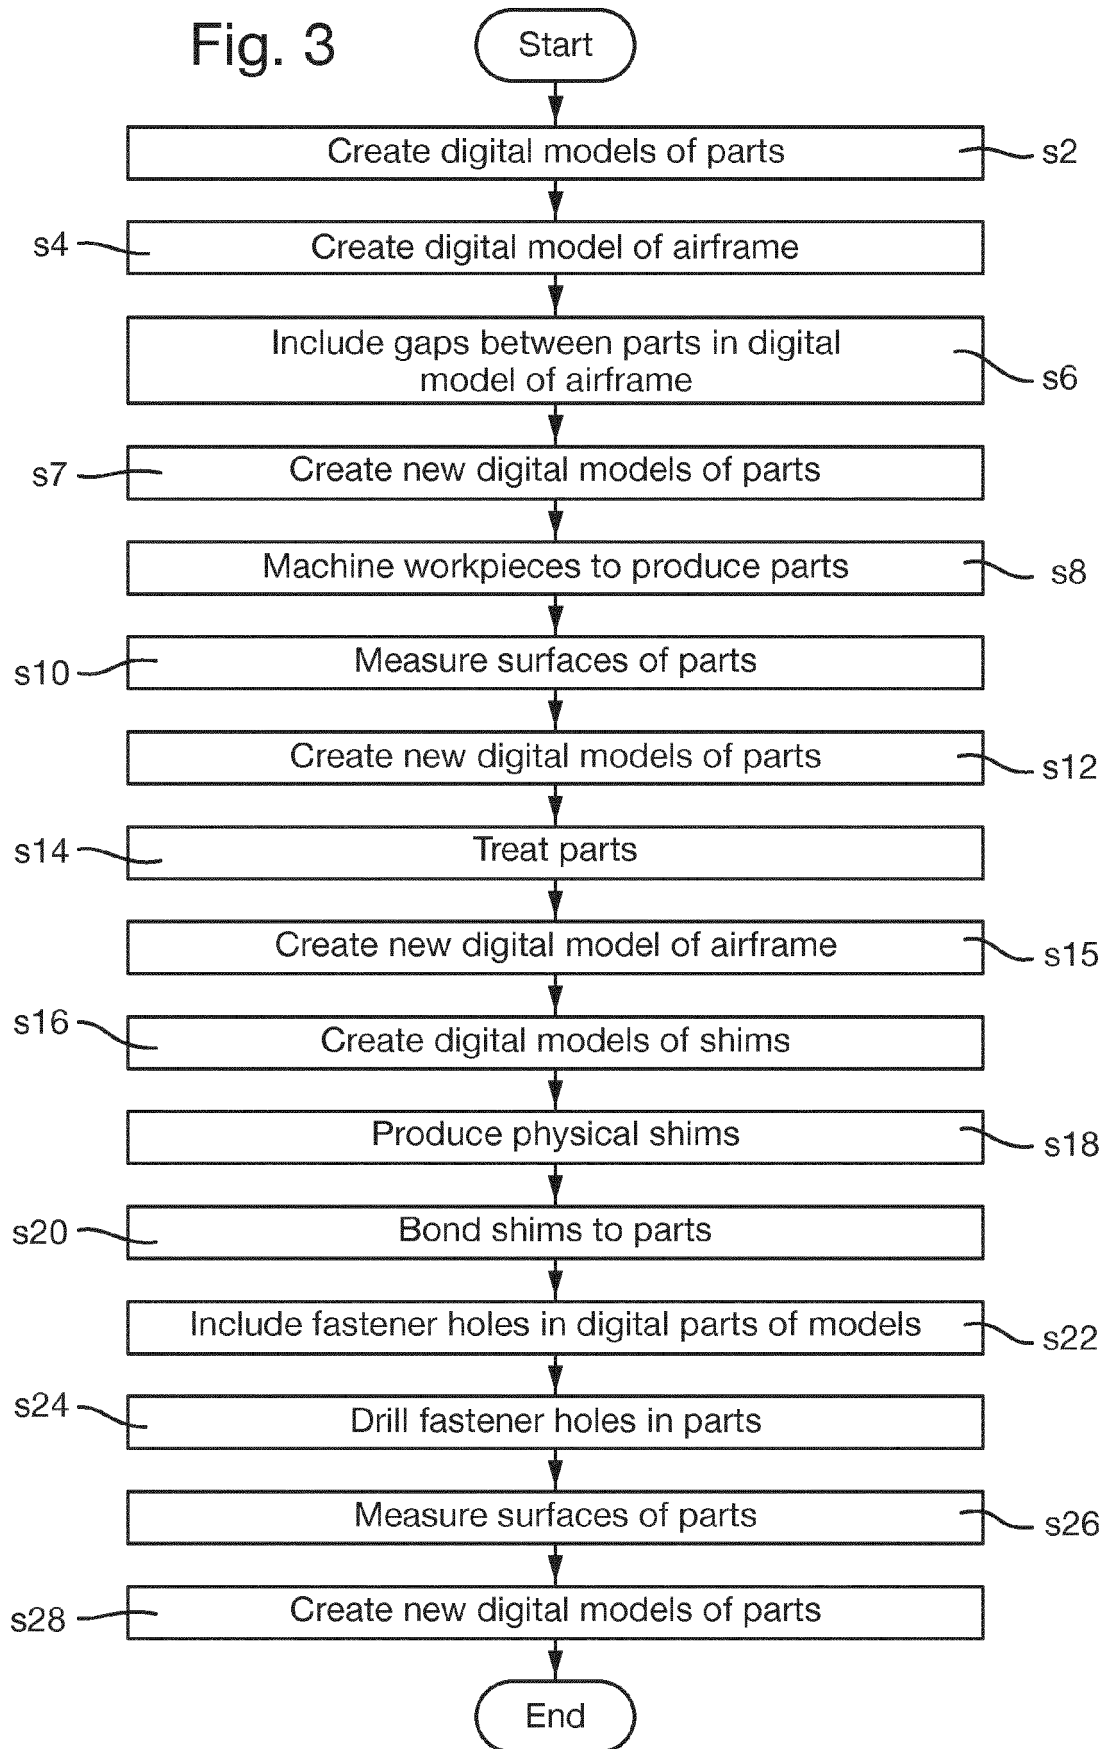 Fig. 3
Start
Create digital models of parts
s2
s4
Create digital model of airframe
Include gaps between parts in digital
model of airframe
s6
s7
Create new digital models of parts
Machine workpieces to produce parts
s8
s10
Measure surfaces of parts
Create new digital models of parts
s12
s14
Treat parts
Create new digital model of airframe
s15
s16
Create digital models of shims
Produce physical shims
s18
s20
Bond shims to parts
Include fastener holes in digital parts of models
s22
s24
Drill fastener holes in parts
Measure surfaces of parts
s26
s28
Create new digital models of parts
End